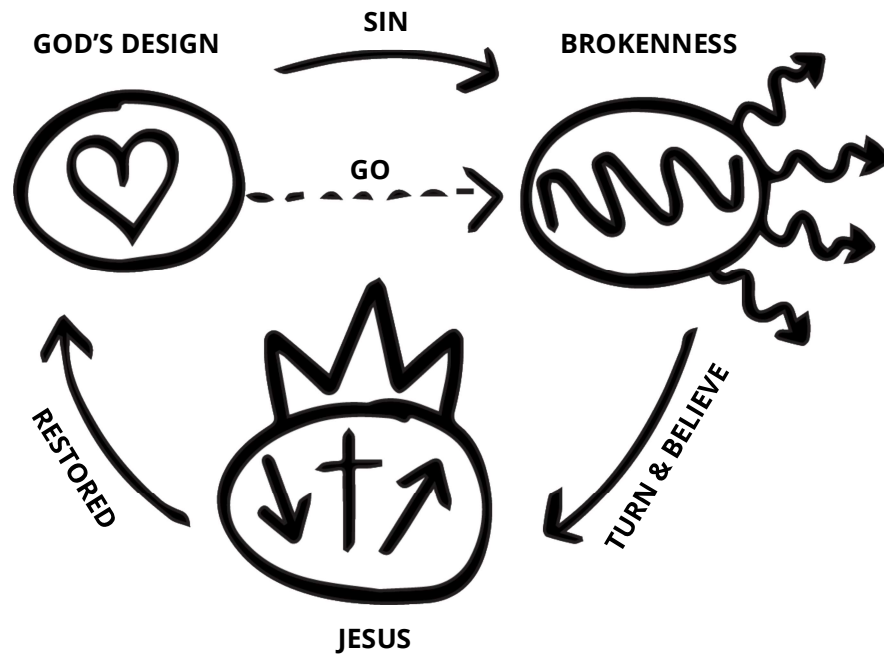 SIN
GOD’S DESIGN
BROKENNESS
GO
RESTORED
TURN & BELIEVE
JESUS